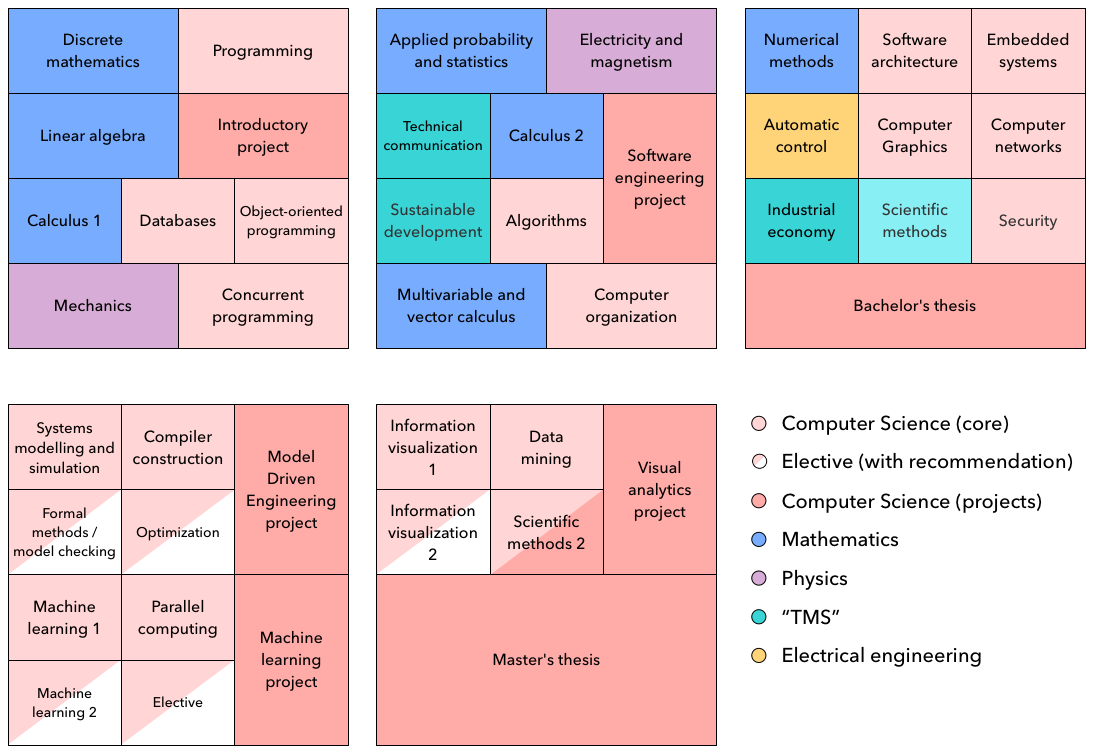 Discrete
mathematics
Programming
Linear algebra
Introductory
project
Calculus 1
Databases
Object-oriented
programming
Mechanics
Concurrent
programming
Applied probability
and statistics
Electricity and
magnetism
Technical
communication
Calculus 2
Software
engineering
project
Sustainable
development
Algorithms
Multivariable and
vector calculus
Computer
organization
Numerical
methods
Software
architecture
Embedded
systems
Automatic
control
Computer
Graphics
Computer
networks
Industrial
economy
Scientific
methods
Security
Bachelor's thesis
Systems
modelling and
simulation
Compiler
construction
Model
Driven
Engineering
project
Formal
methods /
model checking
Optimization
Machine
learning 1
Parallel
computing
Machine
learning
project
Machine
learning 2
Elective
Information
visualization
1
Data
mining
Visual
analytics
project
Information
visualization
2
Scientific
methods 2
Master's thesis
Computer Science (core)
Elective (with recommendation)
Computer Science (projects)
Mathematics
Physics
“TMS”
Electrical engineering